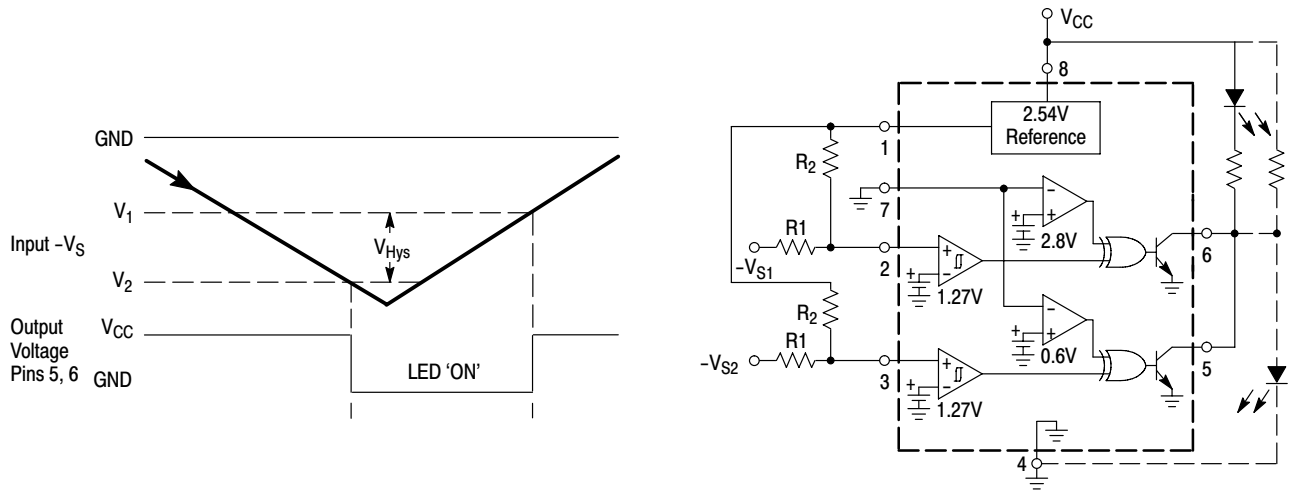 GND
V1
Input –VS
VHys
V2
Output
Voltage
Pins 5, 6
VCC
GND
LED 'ON'
VCC
8
2.54V
Reference
1
R2
7
2.8V
6
R1
–VS1
2
1.27V
R2
0.6V
R1
–VS2
3
1.27V
5
4